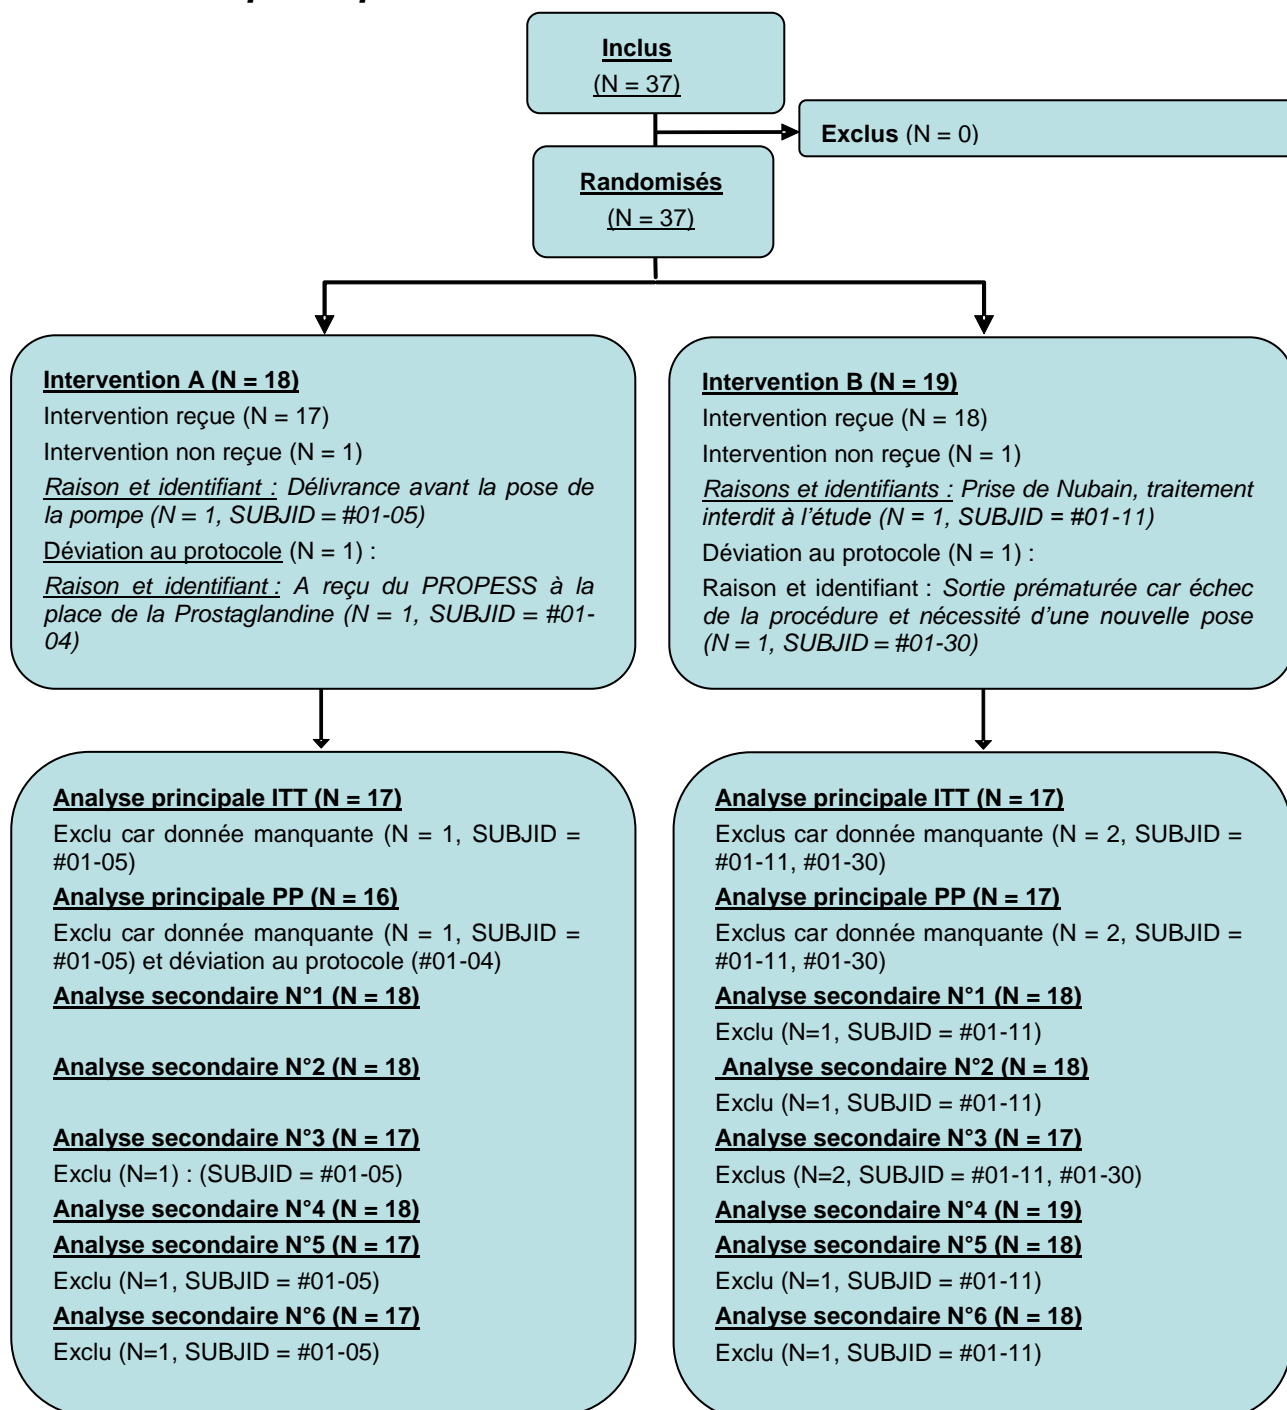 Inclus
(N = 37)
Exclus (N = 0)
Randomisés
(N = 37)
Intervention A (N = 18)
Intervention reçue (N = 17)
Intervention non reçue (N = 1)
Raison et identifiant : Délivrance avant la pose de
la pompe (N = 1, SUBJID = #01-05)
Déviation au protocole (N = 1) :
Raison et identifiant : A reçu du PROPESS à la
place de la Prostaglandine (N = 1, SUBJID = #01-
04)
Intervention B (N = 19)
Intervention reçue (N = 18)
Intervention non reçue (N = 1)
Raisons et identifiants : Prise de Nubain, traitement
interdit à l’étude (N = 1, SUBJID = #01-11)
Déviation au protocole (N = 1) :
Raison et identifiant : Sortie prématurée car échec
de la procédure et nécessité d’une nouvelle pose
(N = 1, SUBJID = #01-30)
Analyse principale ITT (N = 17)
Exclu car donnée manquante (N = 1, SUBJID =
#01-05)
Analyse principale PP (N = 16)
Exclu car donnée manquante (N = 1, SUBJID =
#01-05) et déviation au protocole (#01-04)
Analyse secondaire N°1 (N = 18)
Analyse secondaire N°2 (N = 18)
Analyse secondaire N°3 (N = 17)
Exclu (N=1) : (SUBJID = #01-05)
Analyse secondaire N°4 (N = 18)
Analyse secondaire N°5 (N = 17)
Exclu (N=1, SUBJID = #01-05)
Analyse secondaire N°6 (N = 17)
Exclu (N=1, SUBJID = #01-05)
Analyse principale ITT (N = 17)
Exclus car donnée manquante (N = 2, SUBJID =
#01-11, #01-30)
Analyse principale PP (N = 17)
Exclus car donnée manquante (N = 2, SUBJID =
#01-11, #01-30)
Analyse secondaire N°1 (N = 18)
Exclu (N=1, SUBJID = #01-11)
Analyse secondaire N°2 (N = 18)
Exclu (N=1, SUBJID = #01-11)
Analyse secondaire N°3 (N = 17)
Exclus (N=2, SUBJID = #01-11, #01-30)
Analyse secondaire N°4 (N = 19)
Analyse secondaire N°5 (N = 18)
Exclu (N=1, SUBJID = #01-11)
Analyse secondaire N°6 (N = 18)
Exclu (N=1, SUBJID = #01-11)